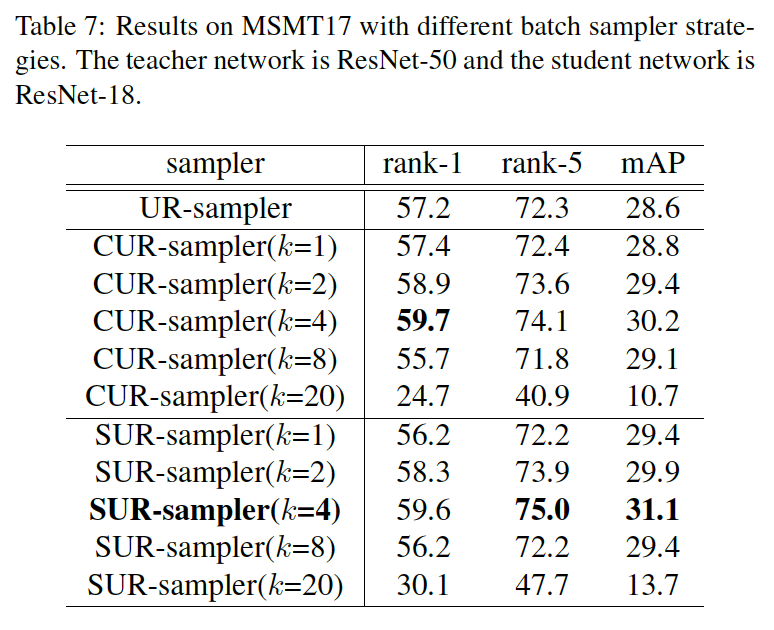 Table 7: Results on MSMT17 with different batch sampler strate-
gies. The teacher network is ResNet-50 and the student network is
ResNet-18.
sampler rank-1 rank-5 mAP
UR-sampler 57.2 72.3 28.6
CUR-sampler(k=1) 57.4 72.4 28.8
CUR-sampler(k=2) 58.9 73.6 29.4
CUR-sampler(k=4) 59.7 74.1 30.2
CUR-sampler(k=8) 55.7 71.8 29.1
CUR-sampler(k=20) 24.7 40.9 10.7
SUR-sampler(k=1) 56.2 72.2 29.4
SUR-sampler(k=2) 58.3 73.9 29.9
SUR-sampler(k=4) 59.6 75.0 31.1
SUR-sampler(k=8) 56.2 72.2 29.4
SUR-sampler(k=20) 30.1 47.7 13.7